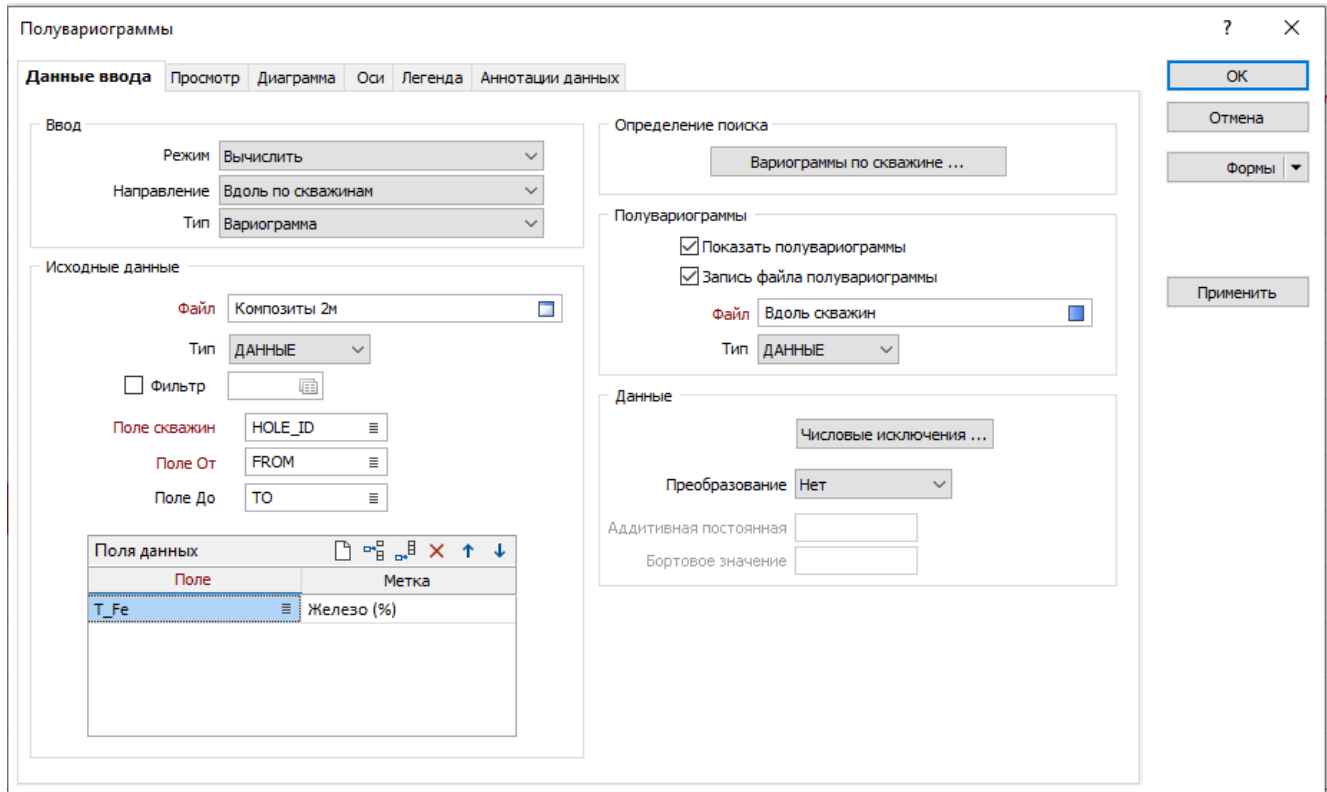 Полувариограммы
?
Данные ввода Просмотр Диаграмма Оси Легенда Аннотации данных
OK
Отмена
Формы
Применить
Ввод
Режим Вычислить
Направление Вдоль по скважинам
Тип Вариограмма
Исходные данные
Файл Композиты 2м
Тип ДАННЫЕ
Фильтр
Поле скважин HOLE_ID
Поле От FROM
Поле До TO
Поля данных
Поле Метка
T_Fe Железо (%)
Определение поиска
Вариограммы по скважине ...
Полувариограммы
Показать полувариограммы
Запись файла полувариограммы
Файл Вдоль скважин
Тип ДАННЫЕ
Данные
Числовые исключения ...
Преобразование Нет
Аддитивная постоянная
Бортовое значение